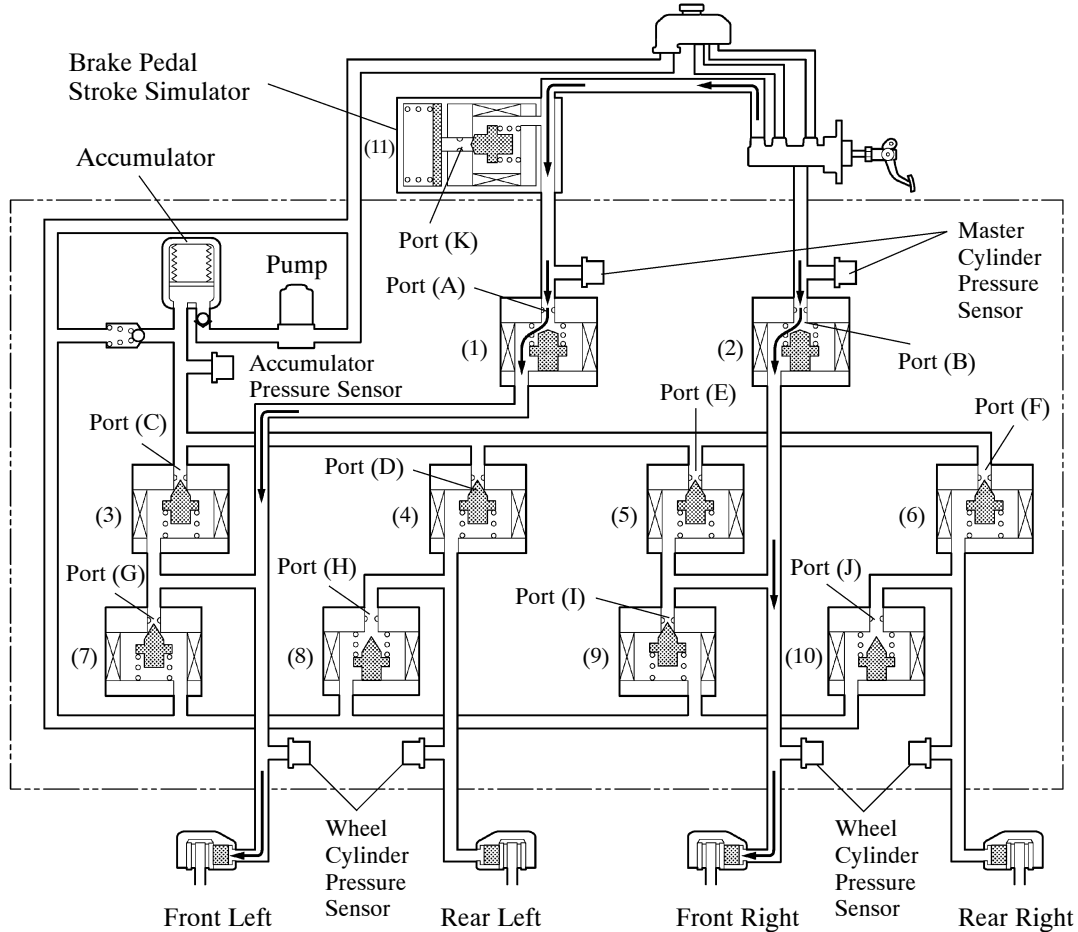 Brake Pedal
Stroke Simulator
(11)
Accumulator
Port (K)
Pump
Port (A)
Master
Cylinder
Pressure
Sensor
(1)
(2)
Port (B)
Accumulator
Pressure Sensor
Port (C)
Port (E)
Port (F)
Port (D)
(3)
(4)
(5)
(6)
Port (G)
Port (H)
Port (I)
Port (J)
(7)
(8)
(9)
(10)
Wheel
Cylinder
Pressure
Sensor
Wheel
Cylinder
Pressure
Sensor
Front Left
Rear Left
Front Right
Rear Right